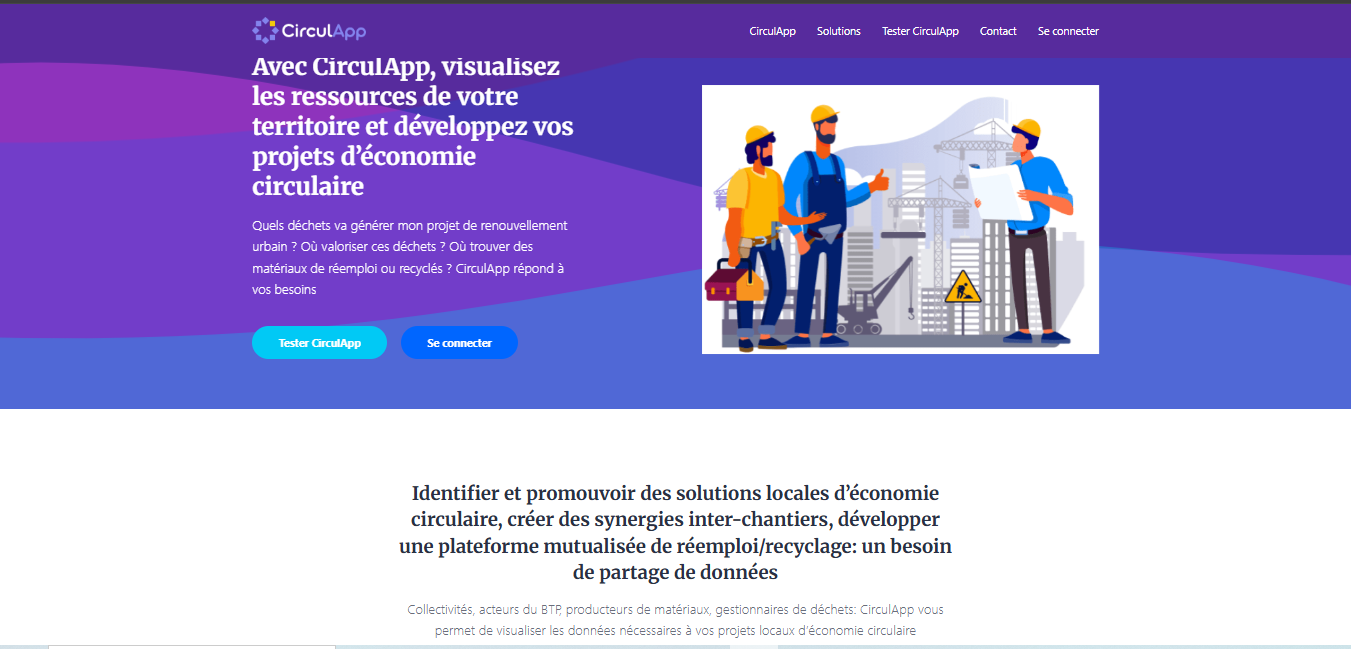 CirculApp
CirculApp Solutions Tester CirculApp Contact Se connecter
Avec CirculApp, visualisez
les ressources de votre
territoire et développez vos
projets d’économie
circulaire
Quels déchets va générer mon projet de renouvellement
urbain ? Où valoriser ces déchets ? Où trouver des
matériaux de réemploi ou recyclés ? CirculApp répond à
vos besoins
Tester CirculApp Se connecter
Identifier et promouvoir des solutions locales d’économie
circulaire, créer des synergies inter-chantiers, développer
une plateforme mutualisée de réemploi/recyclage: un besoin
de partage de données
Collectivités, acteurs du BTP, producteurs de matériaux, gestionnaires de déchets: CirculApp vous
permet de visualiser les données nécessaires à vos projets locaux d’économie circulaire